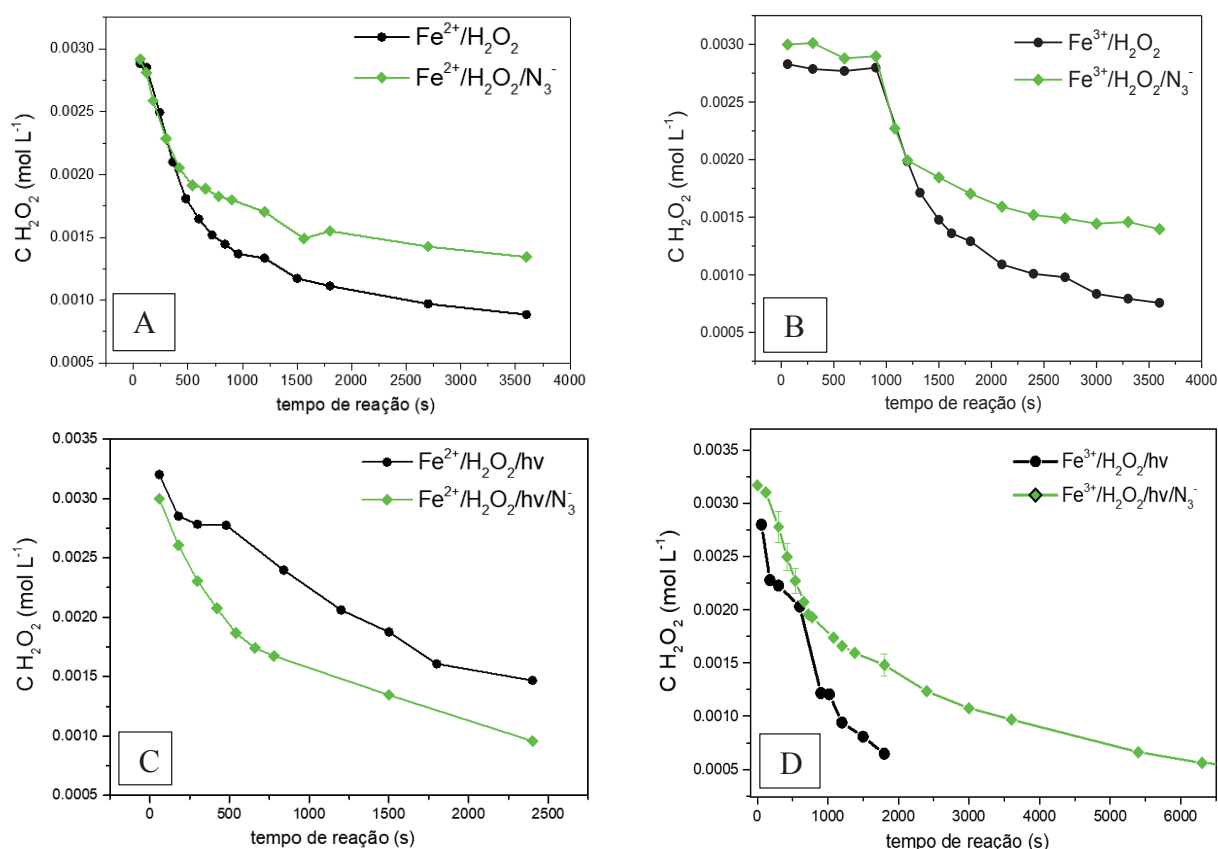 Fe²⁺/H₂O₂
Fe²⁺/H₂O₂/N₃⁻
C H₂O₂ (mol L⁻¹)
0.0030
0.0025
0.0020
0.0015
0.0010
0.0005
A
0 500 1000 1500 2000 2500 3000 3500 4000
tempo de reação (s)
Fe³⁺/H₂O₂
Fe³⁺/H₂O₂/N₃⁻
C H₂O₂ (mol L⁻¹)
0.0030
0.0025
0.0020
0.0015
0.0010
0.0005
B
0 500 1000 1500 2000 2500 3000 3500 4000
tempo de reação (s)
Fe²⁺/H₂O₂/hv
Fe²⁺/H₂O₂/hv/N₃⁻
C H₂O₂ (mol L⁻¹)
0.0035
0.0030
0.0025
0.0020
0.0015
0.0010
0.0005
C
0 500 1000 1500 2000 2500
tempo de reação (s)
Fe³⁺/H₂O₂/hv
Fe³⁺/H₂O₂/hv/N₃⁻
C H₂O₂ (mol L⁻¹)
0.0035
0.0030
0.0025
0.0020
0.0015
0.0010
0.0005
D
0 1000 2000 3000 4000 5000 6000
tempo de reação (s)